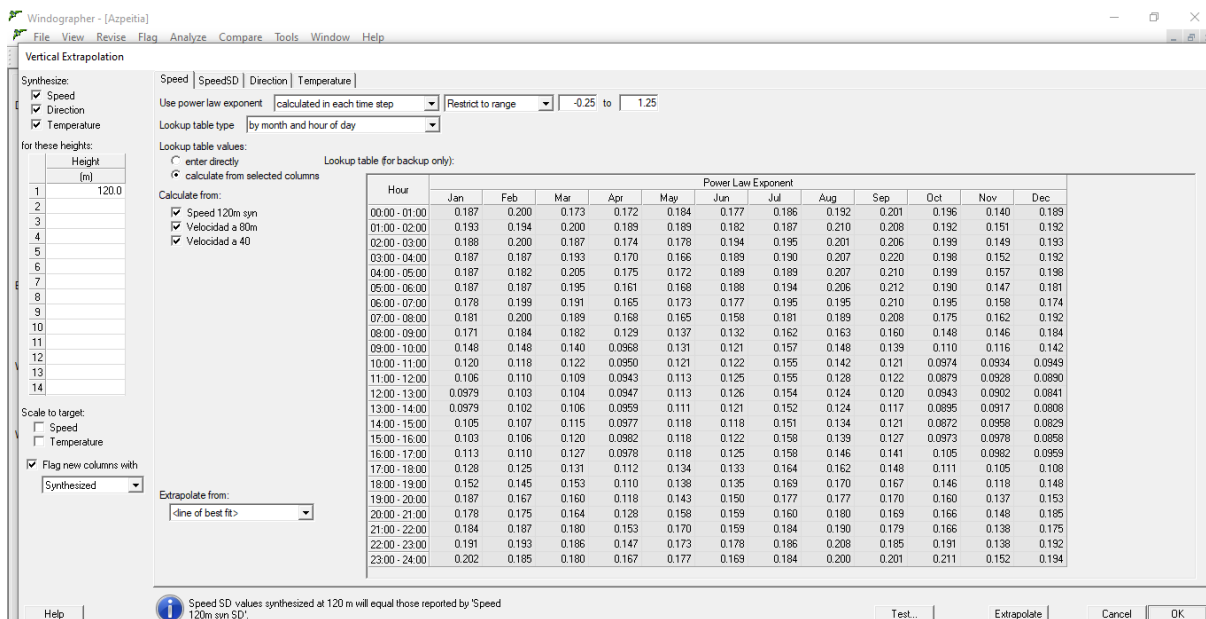 Windographer - [Azpeitia]
File View Revise Flag Analyze Compare Tools Window Help
Vertical Extrapolation
Synthesize:
Speed
Direction
Temperature
for these heights:
Height
(m)
1 120.0
2
3
4
5
6
7
8
9
10
11
12
13
14
Scale to target:
Speed
Temperature
Flag new columns with
Synthesized
Help
Speed SpeedSD Direction Temperature
Use power law exponent calculated in each time step Restrict to range -0.25 to 1.25
Lookup table type by month and hour of day
Lookup table values:
enter directly
calculate from selected columns
Calculate from:
Speed 120m syn
Velocidad a 80m
Velocidad a 40
Extrapolate from:
<line of best fit>
Lookup table (for backup only):
Hour Power Law Exponent
Jan Feb Mar Apr May Jun Jul Aug Sep Oct Nov Dec
00:00 - 01:00 0.187 0.200 0.173 0.172 0.184 0.177 0.186 0.192 0.201 0.196 0.140 0.189
01:00 - 02:00 0.193 0.194 0.200 0.189 0.189 0.182 0.187 0.210 0.208 0.192 0.151 0.192
02:00 - 03:00 0.188 0.200 0.187 0.174 0.178 0.194 0.195 0.201 0.206 0.199 0.149 0.193
03:00 - 04:00 0.187 0.187 0.193 0.170 0.166 0.189 0.190 0.207 0.220 0.198 0.152 0.192
04:00 - 05:00 0.187 0.182 0.205 0.175 0.172 0.189 0.189 0.207 0.210 0.199 0.157 0.198
05:00 - 06:00 0.187 0.187 0.195 0.161 0.168 0.188 0.194 0.206 0.212 0.190 0.147 0.181
06:00 - 07:00 0.178 0.199 0.191 0.165 0.173 0.177 0.195 0.195 0.210 0.195 0.158 0.174
07:00 - 08:00 0.181 0.200 0.189 0.168 0.165 0.158 0.181 0.189 0.208 0.175 0.162 0.192
08:00 - 09:00 0.171 0.184 0.182 0.129 0.137 0.132 0.162 0.163 0.160 0.148 0.146 0.184
09:00 - 10:00 0.148 0.148 0.140 0.0968 0.131 0.121 0.157 0.148 0.139 0.110 0.116 0.142
10:00 - 11:00 0.120 0.118 0.122 0.0950 0.121 0.122 0.155 0.142 0.121 0.0974 0.0934 0.0949
11:00 - 12:00 0.106 0.110 0.109 0.0943 0.113 0.125 0.155 0.128 0.122 0.0879 0.0928 0.0890
12:00 - 13:00 0.0979 0.103 0.104 0.0947 0.113 0.126 0.154 0.124 0.120 0.0943 0.0902 0.0841
13:00 - 14:00 0.0979 0.102 0.106 0.0959 0.111 0.121 0.152 0.124 0.117 0.0895 0.0917 0.0808
14:00 - 15:00 0.105 0.107 0.115 0.0977 0.118 0.118 0.151 0.134 0.121 0.0872 0.0958 0.0829
15:00 - 16:00 0.103 0.106 0.120 0.0982 0.118 0.122 0.158 0.139 0.127 0.0973 0.0978 0.0858
16:00 - 17:00 0.113 0.110 0.127 0.0978 0.118 0.125 0.158 0.146 0.141 0.105 0.0982 0.0959
17:00 - 18:00 0.128 0.125 0.131 0.112 0.134 0.133 0.164 0.162 0.148 0.111 0.105 0.108
18:00 - 19:00 0.152 0.145 0.153 0.110 0.138 0.135 0.169 0.170 0.167 0.146 0.118 0.148
19:00 - 20:00 0.187 0.167 0.160 0.118 0.143 0.150 0.177 0.177 0.170 0.160 0.137 0.153
20:00 - 21:00 0.178 0.175 0.164 0.128 0.158 0.159 0.160 0.180 0.169 0.166 0.148 0.185
21:00 - 22:00 0.184 0.187 0.180 0.153 0.170 0.159 0.184 0.190 0.179 0.166 0.138 0.175
22:00 - 23:00 0.191 0.193 0.186 0.147 0.173 0.178 0.186 0.208 0.185 0.191 0.138 0.192
23:00 - 24:00 0.202 0.185 0.180 0.167 0.177 0.169 0.184 0.200 0.201 0.211 0.152 0.194
Speed SD values synthesized at 120 m will equal those reported by 'Speed
120m syn SD'.
Test... Extrapolate Cancel OK